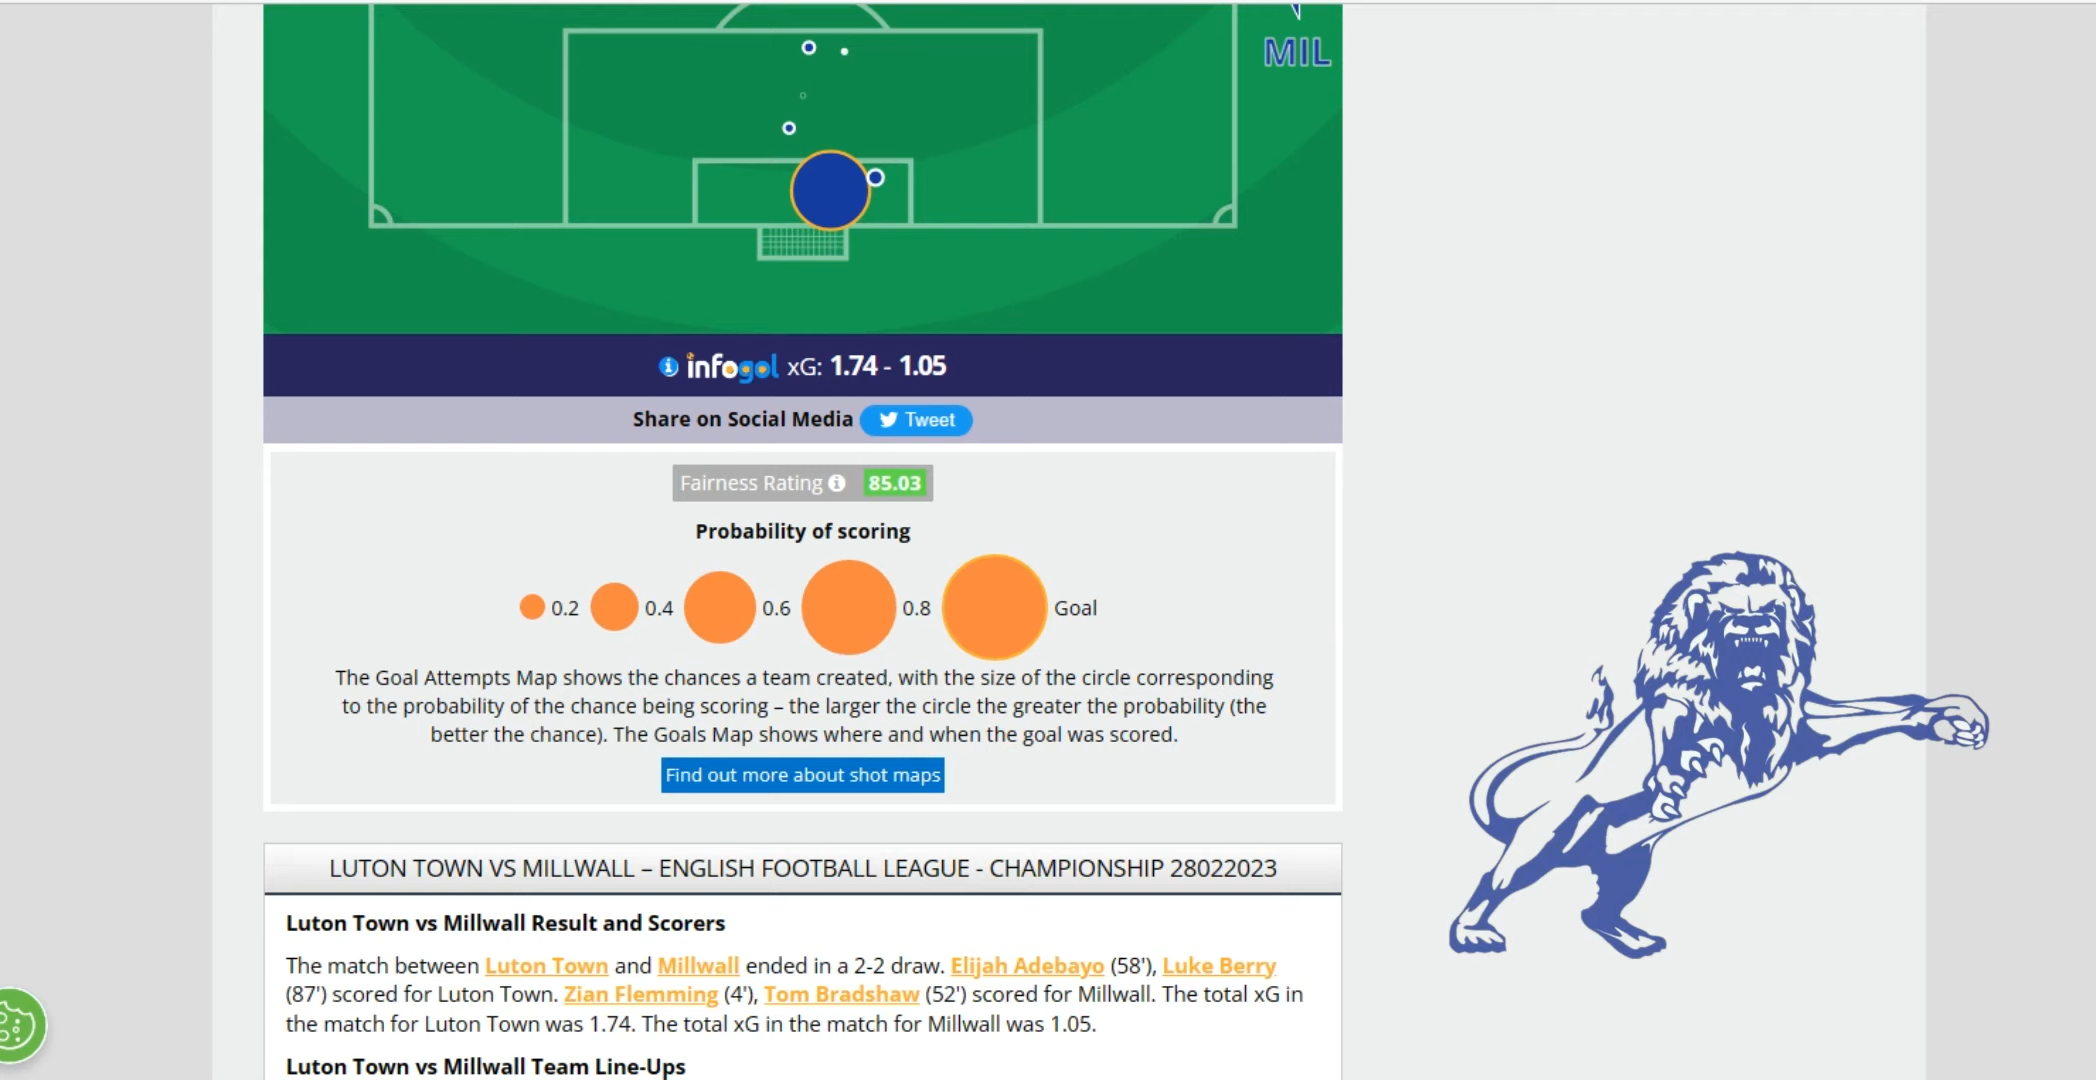 MIL
infogol xG: 1.74 - 1.05
Share on Social Media Tweet
Fairness Rating 85.03
Probability of scoring
0.2 0.4 0.6 0.8 Goal
The Goal Attempts Map shows the chances a team created, with the size of the circle corresponding
to the probability of the chance being scoring – the larger the circle the greater the probability (the
better the chance). The Goals Map shows where and when the goal was scored.
Find out more about shot maps
LUTON TOWN VS MILLWALL – ENGLISH FOOTBALL LEAGUE - CHAMPIONSHIP 28022023
Luton Town vs Millwall Result and Scorers
The match between Luton Town and Millwall ended in a 2-2 draw. Elijah Adebayo (58'), Luke Berry
(87') scored for Luton Town. Zian Flemming (4'), Tom Bradshaw (52') scored for Millwall. The total xG in
the match for Luton Town was 1.74. The total xG in the match for Millwall was 1.05.
Luton Town vs Millwall Team Line-Ups